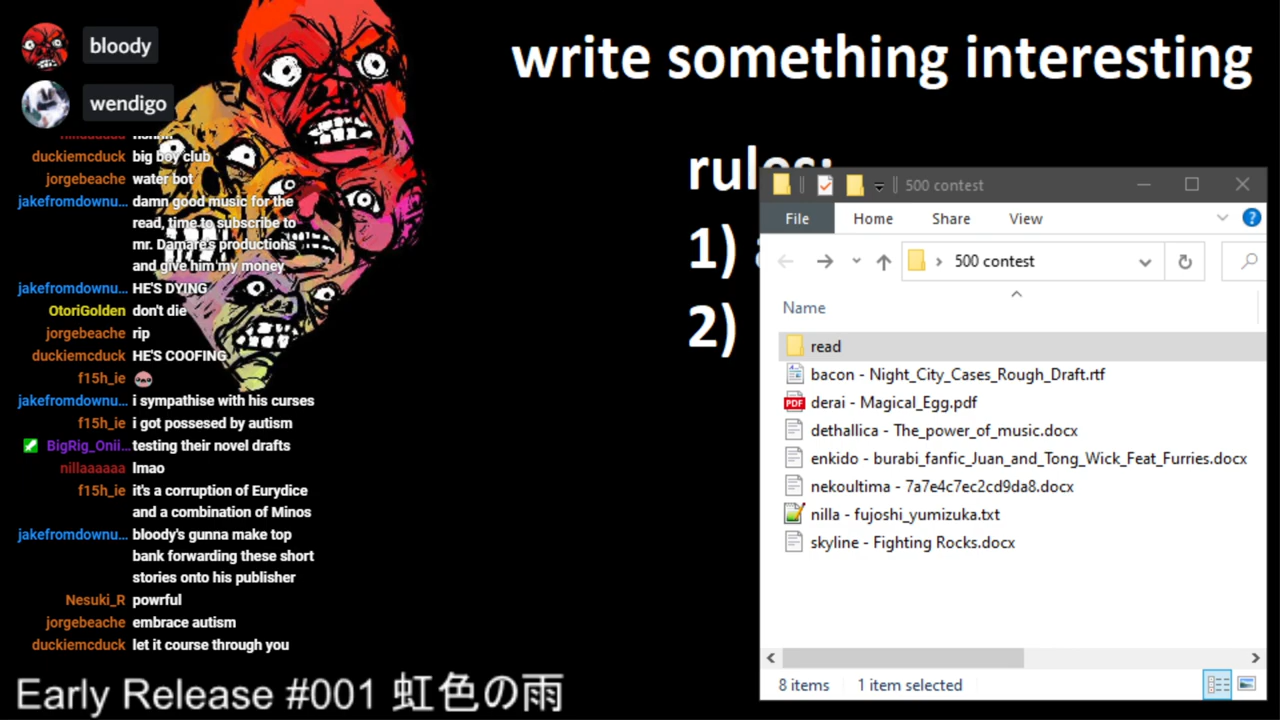 bloody
wendigo
write something interesting
duckiemcduck big boy club
jorgebeache water bot
jakefromdownu... damn good music for the
read, time to subscribe to
mr. Damare's productions
and give him my money
jakefromdownu... HE'S DYING
OtoriGolden don't die
jorgebeache rip
duckiemcduck HE'S COOFING
f15h_ie
jakefromdownu... i sympathise with his curses
f15h_ie i got possesed by autism
BigRig_Onii... testing their novel drafts
nillaaaaaa lmao
f15h_ie it's a corruption of Eurydice
and a combination of Minos
jakefromdownu... bloody's gunna make top
bank forwarding these short
stories onto his publisher
Nesuki_R powrful
jorgebeache embrace autism
duckiemcduck let it course through you
Early Release #001 虹色の雨
rules:
1)
2)
500 contest
File Home Share View
500 contest
Name
read
bacon - Night_City_Cases_Rough_Draft.rtf
PDF derai - Magical_Egg.pdf
dethallica - The_power_of_music.docx
enkido - burabi_fanfic_Juan_and_Tong_Wick_Feat_Furries.docx
nekoultima - 7a7e4c7ec2cd9da8.docx
nilla - fujoshi_yumizuka.txt
skyline - Fighting Rocks.docx
8 items 1 item selected